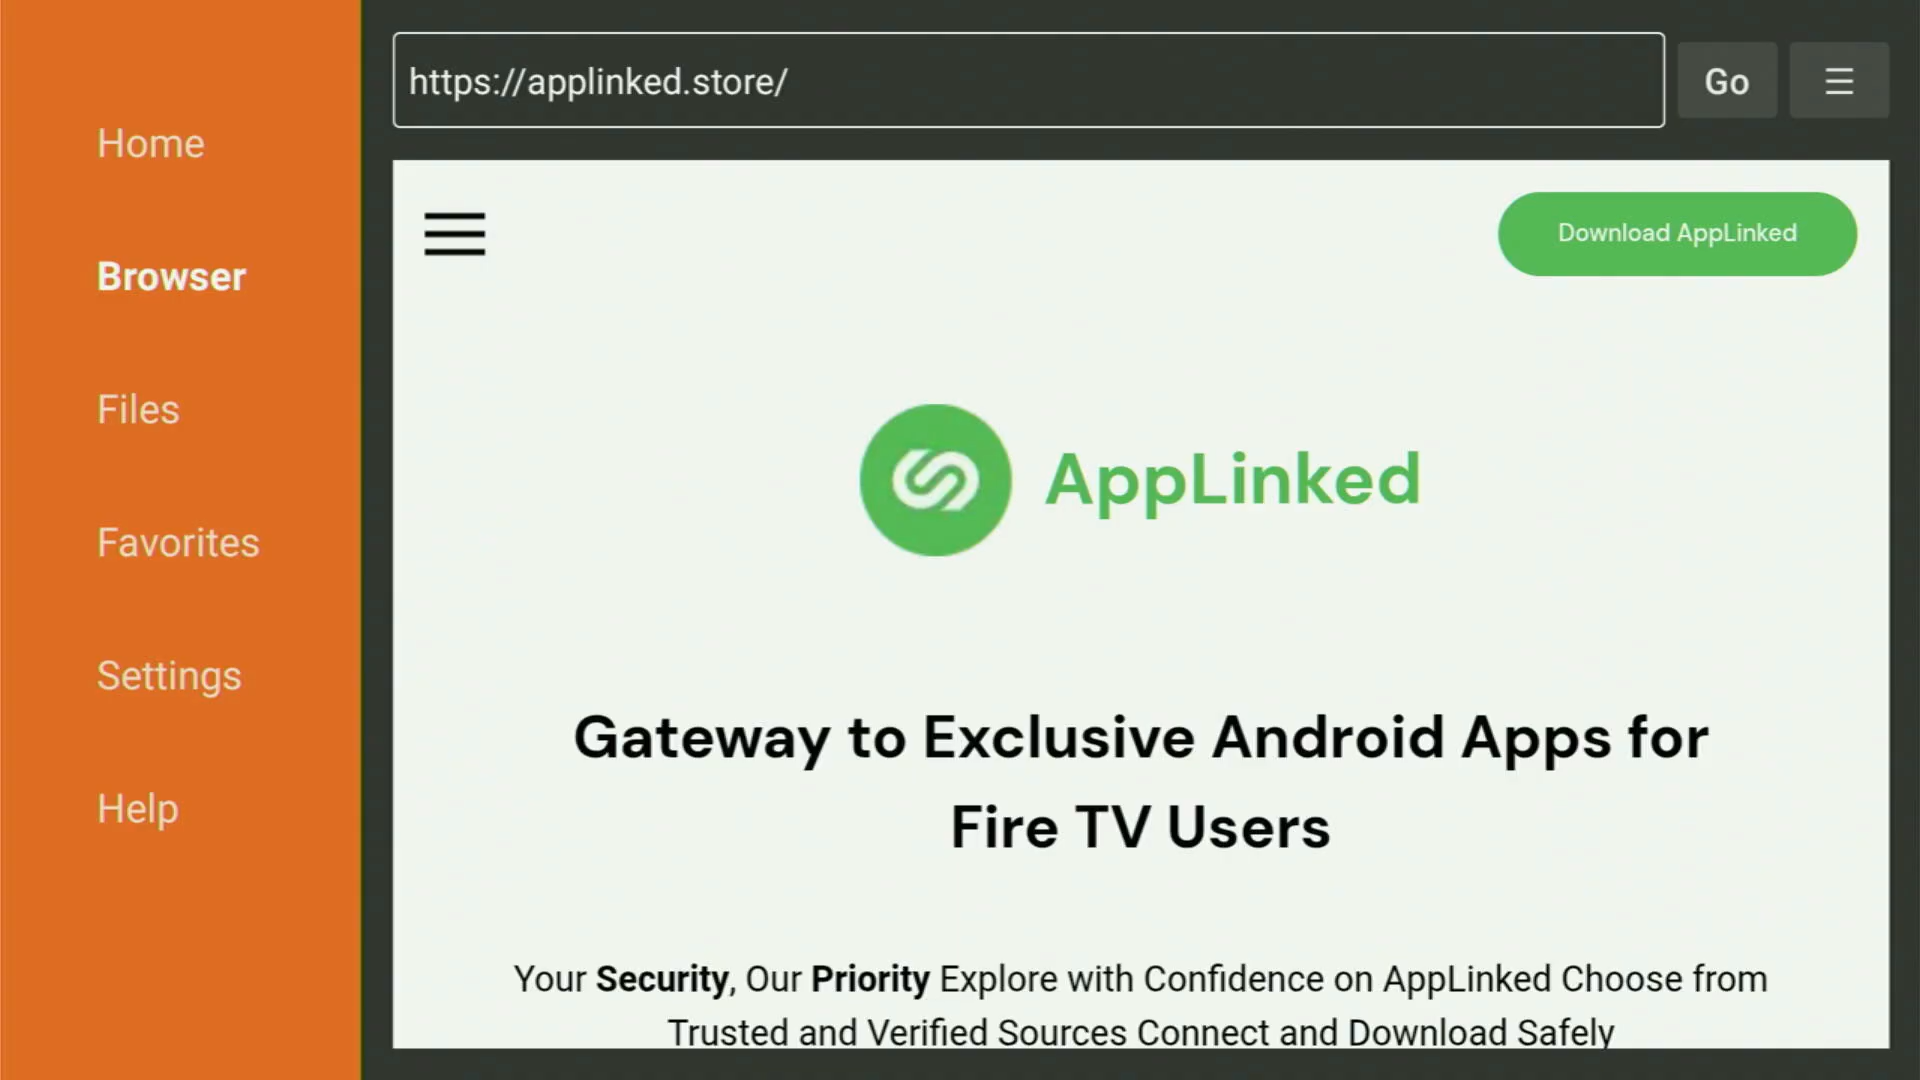 Home
Browser
Files
Favorites
Settings
Help
https://applinked.store/
Go
Download AppLinked
AppLinked
Gateway to Exclusive Android Apps for
Fire TV Users
Your Security, Our Priority Explore with Confidence on AppLinked Choose from
Trusted and Verified Sources Connect and Download Safely